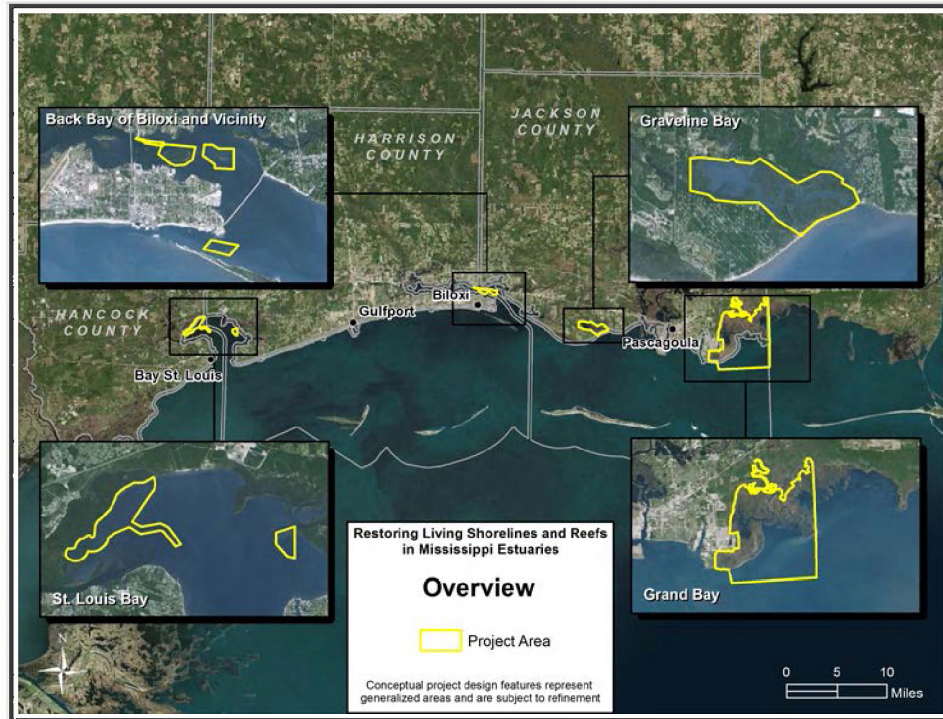 Back Bay of Biloxi and Vicinity
HARRISON
COUNTY
JACKSON
COUNTY
Graveline Bay
HANCOCK
COUNTY
Biloxi
Gulfport
Pascagoula
Bay St. Louis
St. Louis Bay
Grand Bay
Restoring Living Shorelines and Reefs
in Mississippi Estuaries
Overview
Project Area
Conceptual project design features represent
generalized areas and are subject to refinement
N
0 5 10
Miles